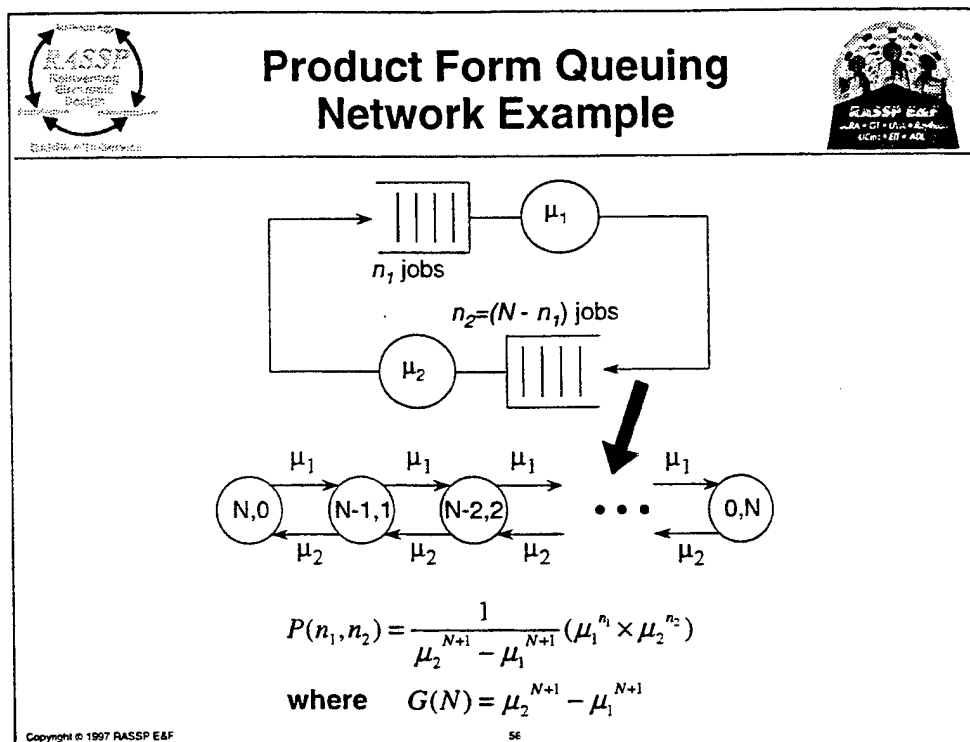 RASSP
Reinventing
Electronic
Design
Product Form Queuing
Network Example
RASSP E&F
μ₁
n₁ jobs
n₂=(N - n₁) jobs
μ₂
μ₁ μ₁ μ₁ μ₁
N,0 N-1,1 N-2,2 • • • 0,N
μ₂ μ₂ μ₂ μ₂
P(n₁,n₂) = 1 / (μ₂^{N+1} − μ₁^{N+1}) (μ₁^{n₁} × μ₂^{n₂})
where G(N) = μ₂^{N+1} − μ₁^{N+1}
Copyright © 1997 RASSP E&F
56